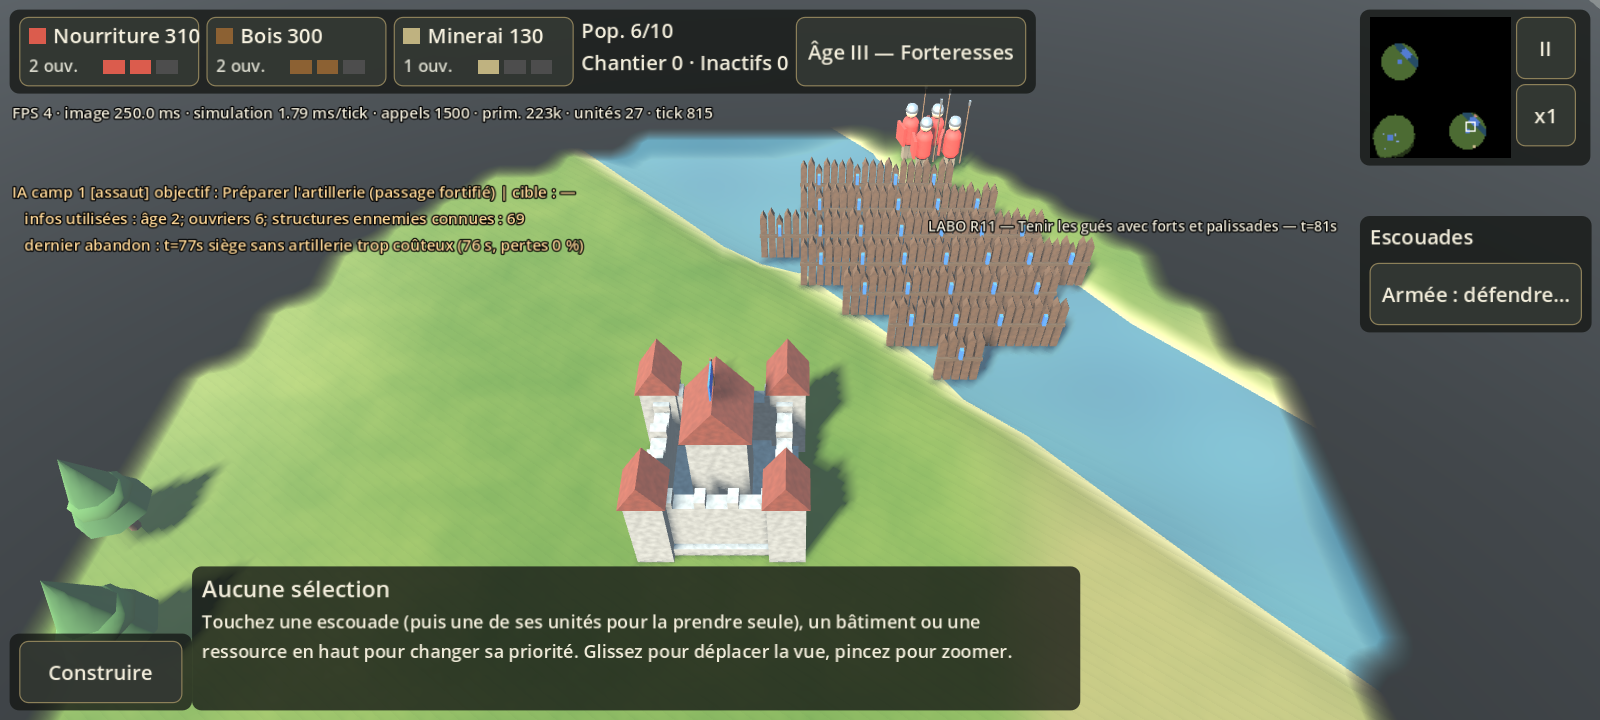 Nourriture 310
2 ouv.
Bois 300
2 ouv.
Minerai 130
1 ouv.
Pop. 6/10
Chantier 0 · Inactifs 0
Âge III — Forteresses
II
x1
FPS 4 · image 250.0 ms · simulation 1.79 ms/tick · appels 1500 · prim. 223k · unités 27 · tick 815
IA camp 1 [assaut] objectif : Préparer l'artillerie (passage fortifié) | cible : —
infos utilisées : âge 2; ouvriers 6; structures ennemies connues : 69
dernier abandon : t=77s siège sans artillerie trop coûteux (76 s, pertes 0 %)
LABO R11 — Tenir les gués avec forts et palissades — t=81s
Escouades
Armée : défendre...
Aucune sélection
Touchez une escouade (puis une de ses unités pour la prendre seule), un bâtiment ou une
ressource en haut pour changer sa priorité. Glissez pour déplacer la vue, pincez pour zoomer.
Construire